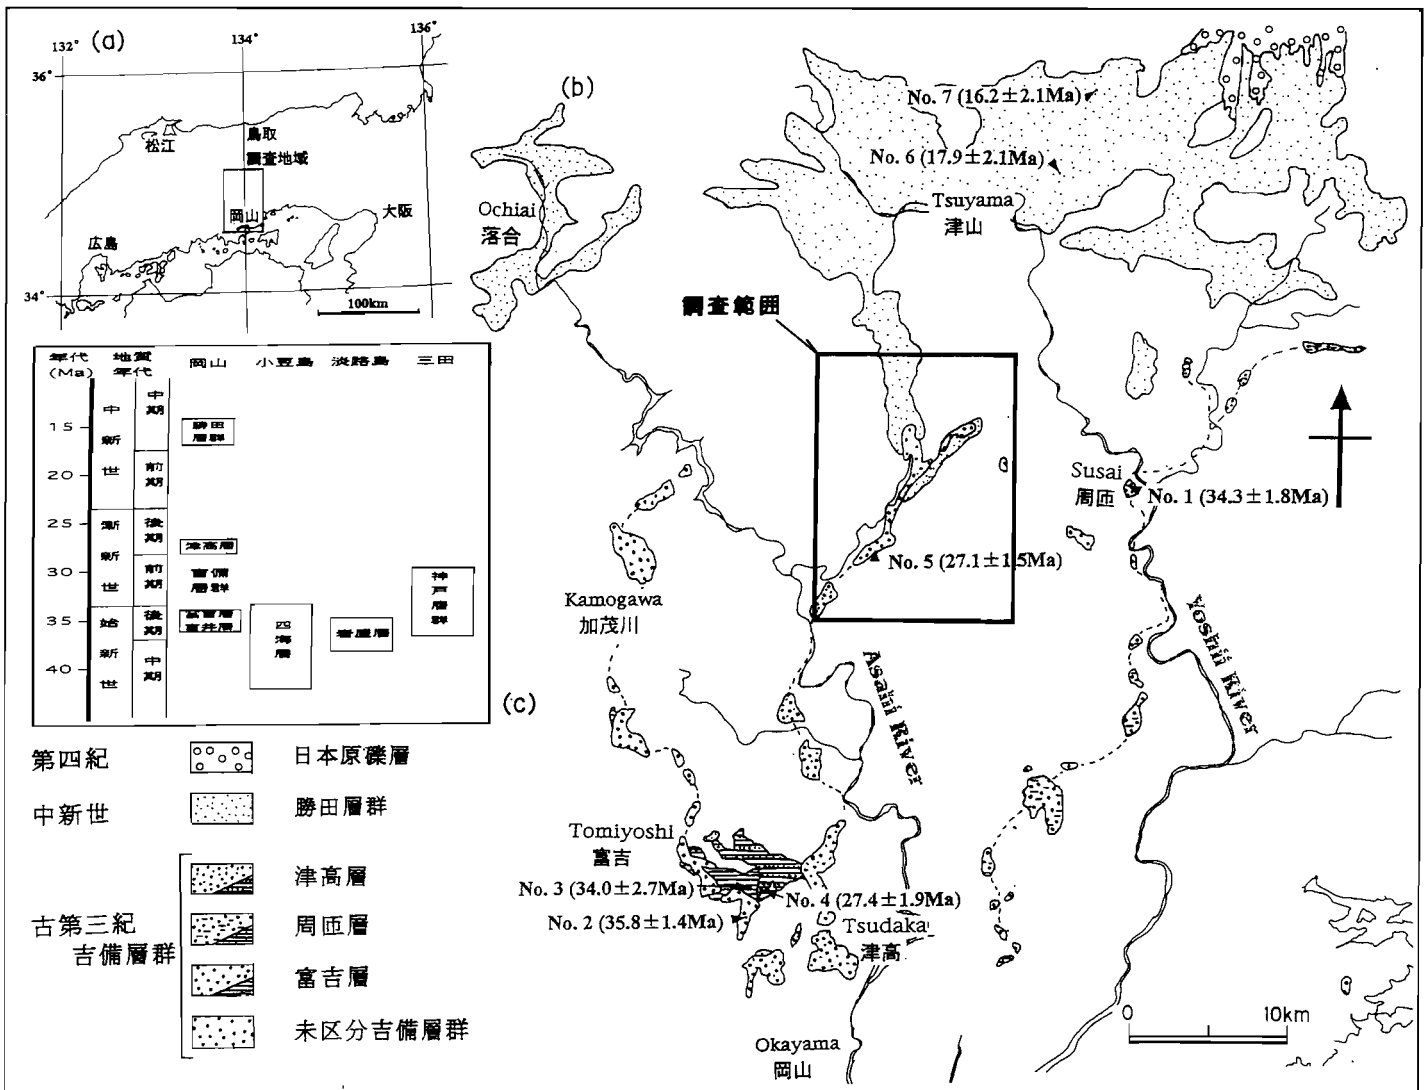 (a)
132°
134°
136°
36°
34°
松江
鳥取
調査地域
岡山
大阪
広島
100km
年代
(Ma)
地質
年代
岡山
小豆島
淡路島
三田
15
20
25
30
35
40
中
新
世
漸
新
世
始
新
世
中
期
前
期
後
期
前
期
後
期
中
期
勝田
層群
津高層
吉備
層群
富吉層
富井層
四
海
層
岩屋層
神
戸
層
群
(c)
第四紀
日本原礫層
中新世
勝田層群
古第三紀
吉備層群
津高層
周匝層
富吉層
未区分吉備層群
(b)
No. 7 (16.2±2.1Ma)
No. 6 (17.9±2.1Ma)
Ochiai
落合
Tsuyama
津山
調査範囲
Susai
周匝
No. 1 (34.3±1.8Ma)
No. 5 (27.1±1.5Ma)
Kamogawa
加茂川
Asahi River
Yoshii River
Tomiyoshi
富吉
No. 3 (34.0±2.7Ma)
No. 4 (27.4±1.9Ma)
No. 2 (35.8±1.4Ma)
Tsudaka
津高
Okayama
岡山
0
10km